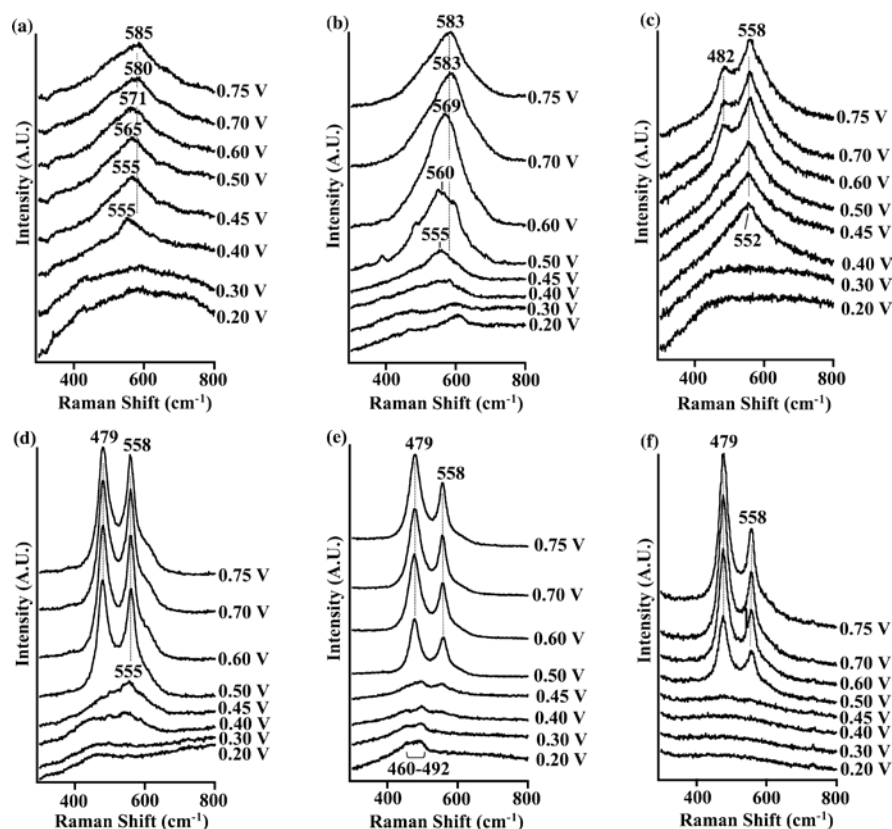 (a)
585
580
571
565
555
555
0.75 V
0.70 V
0.60 V
0.50 V
0.45 V
0.40 V
0.30 V
0.20 V
Intensity (A.U.)
400 600 800
Raman Shift (cm-1)
(b)
583
583
569
560
555
0.75 V
0.70 V
0.60 V
0.50 V
0.45 V
0.40 V
0.30 V
0.20 V
Intensity (A.U.)
400 600 800
Raman Shift (cm-1)
(c)
482
558
552
0.75 V
0.70 V
0.60 V
0.50 V
0.45 V
0.40 V
0.30 V
0.20 V
Intensity (A.U.)
400 600 800
Raman Shift (cm-1)
(d)
479
558
555
0.75 V
0.70 V
0.60 V
0.50 V
0.45 V
0.40 V
0.30 V
0.20 V
Intensity (A.U.)
400 600 800
Raman Shift (cm-1)
(e)
479
558
460-492
0.75 V
0.70 V
0.60 V
0.50 V
0.45 V
0.40 V
0.30 V
0.20 V
Intensity (A.U.)
400 600 800
Raman Shift (cm-1)
(f)
479
558
0.75 V
0.70 V
0.60 V
0.50 V
0.45 V
0.40 V
0.30 V
0.20 V
Intensity (A.U.)
400 600 800
Raman Shift (cm-1)